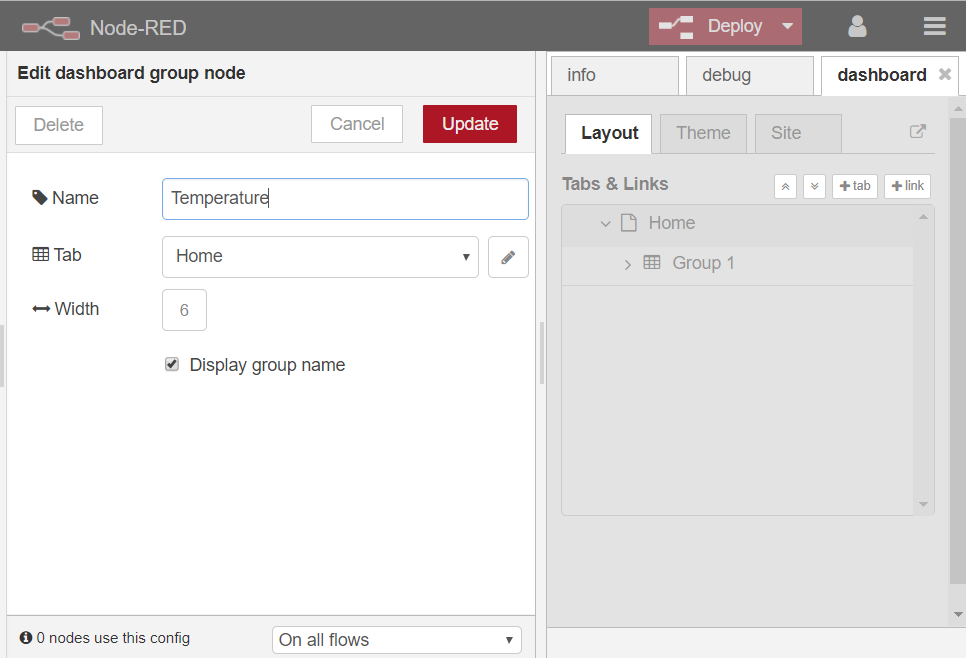 Node-RED
Deploy
Edit dashboard group node
Delete
Cancel
Update
Name
Temperature
Tab
Home
Width
6
Display group name
0 nodes use this config
On all flows
info
debug
dashboard
Layout
Theme
Site
Tabs & Links
+ tab
+ link
Home
Group 1